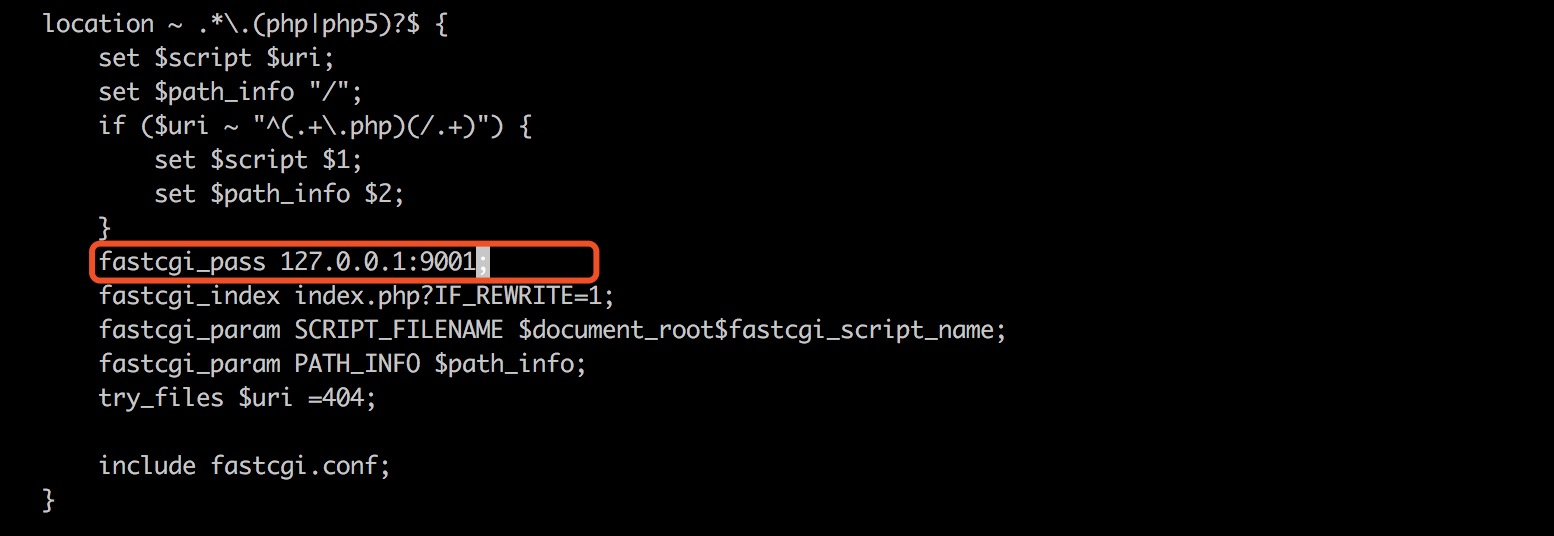 location ~ .*\.(php|php5)?$ {
    set $script $uri;
    set $path_info "/";
    if ($uri ~ "^(.+\.php)(/.+)") {
        set $script $1;
        set $path_info $2;
    }
    fastcgi_pass 127.0.0.1:9001;
    fastcgi_index index.php?IF_REWRITE=1;
    fastcgi_param SCRIPT_FILENAME $document_root$fastcgi_script_name;
    fastcgi_param PATH_INFO $path_info;
    try_files $uri =404;

    include fastcgi.conf;
}